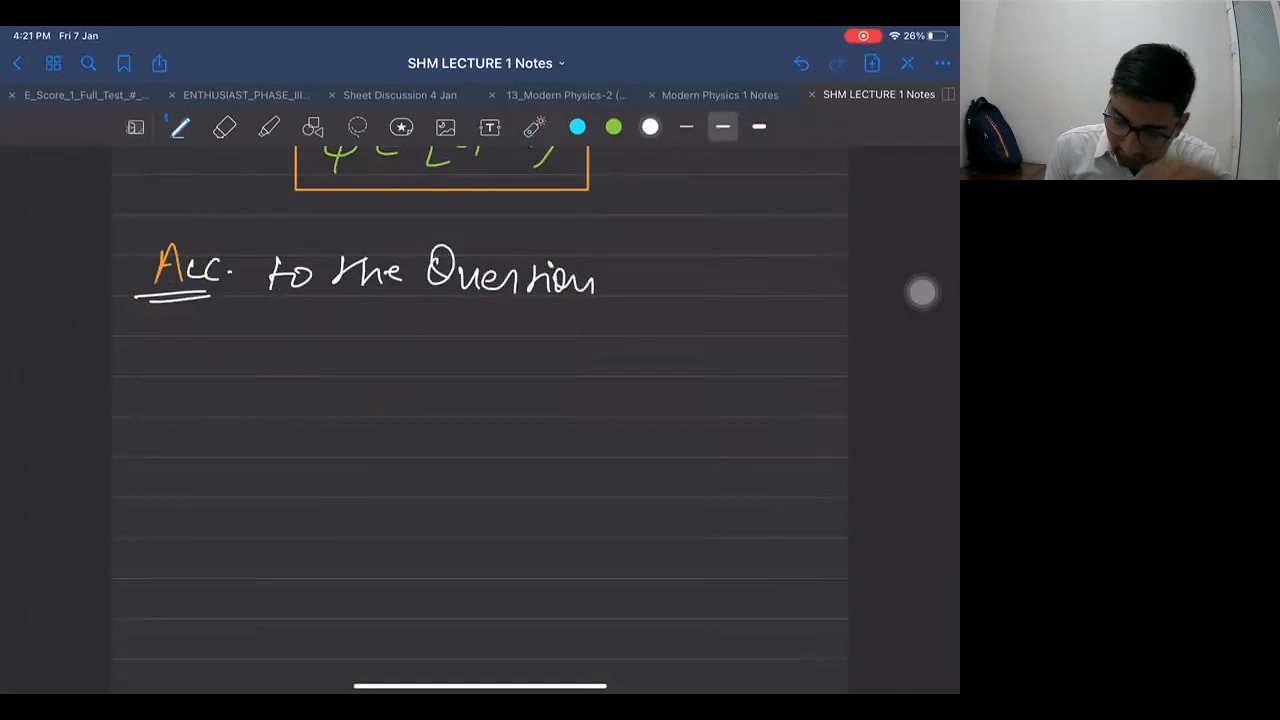 4:21 PM Fri 7 Jan
26%
SHM LECTURE 1 Notes
E_Score_1_Full_Test_#_...
ENTHUSIAST_PHASE_III...
Sheet Discussion 4 Jan
13_Modern Physics-2 (...
Modern Physics 1 Notes
SHM LECTURE 1 Notes
Acc. to the Question